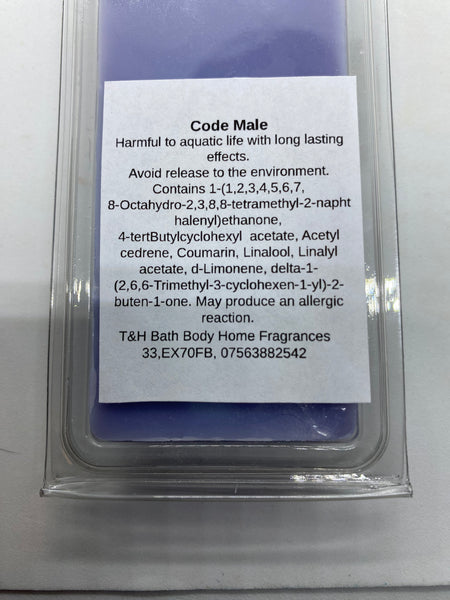 Code Male
Harmful to aquatic life with long lasting
effects.
Avoid release to the environment.
Contains 1-(1,2,3,4,5,6,7,
8-Octahydro-2,3,8,8-tetramethyl-2-napht
halenyl)ethanone,
4-tertButylcyclohexyl acetate, Acetyl
cedrene, Coumarin, Linalool, Linalyl
acetate, d-Limonene, delta-1-
(2,6,6-Trimethyl-3-cyclohexen-1-yl)-2-
buten-1-one. May produce an allergic
reaction.
T&H Bath Body Home Fragrances
33,EX70FB, 07563882542